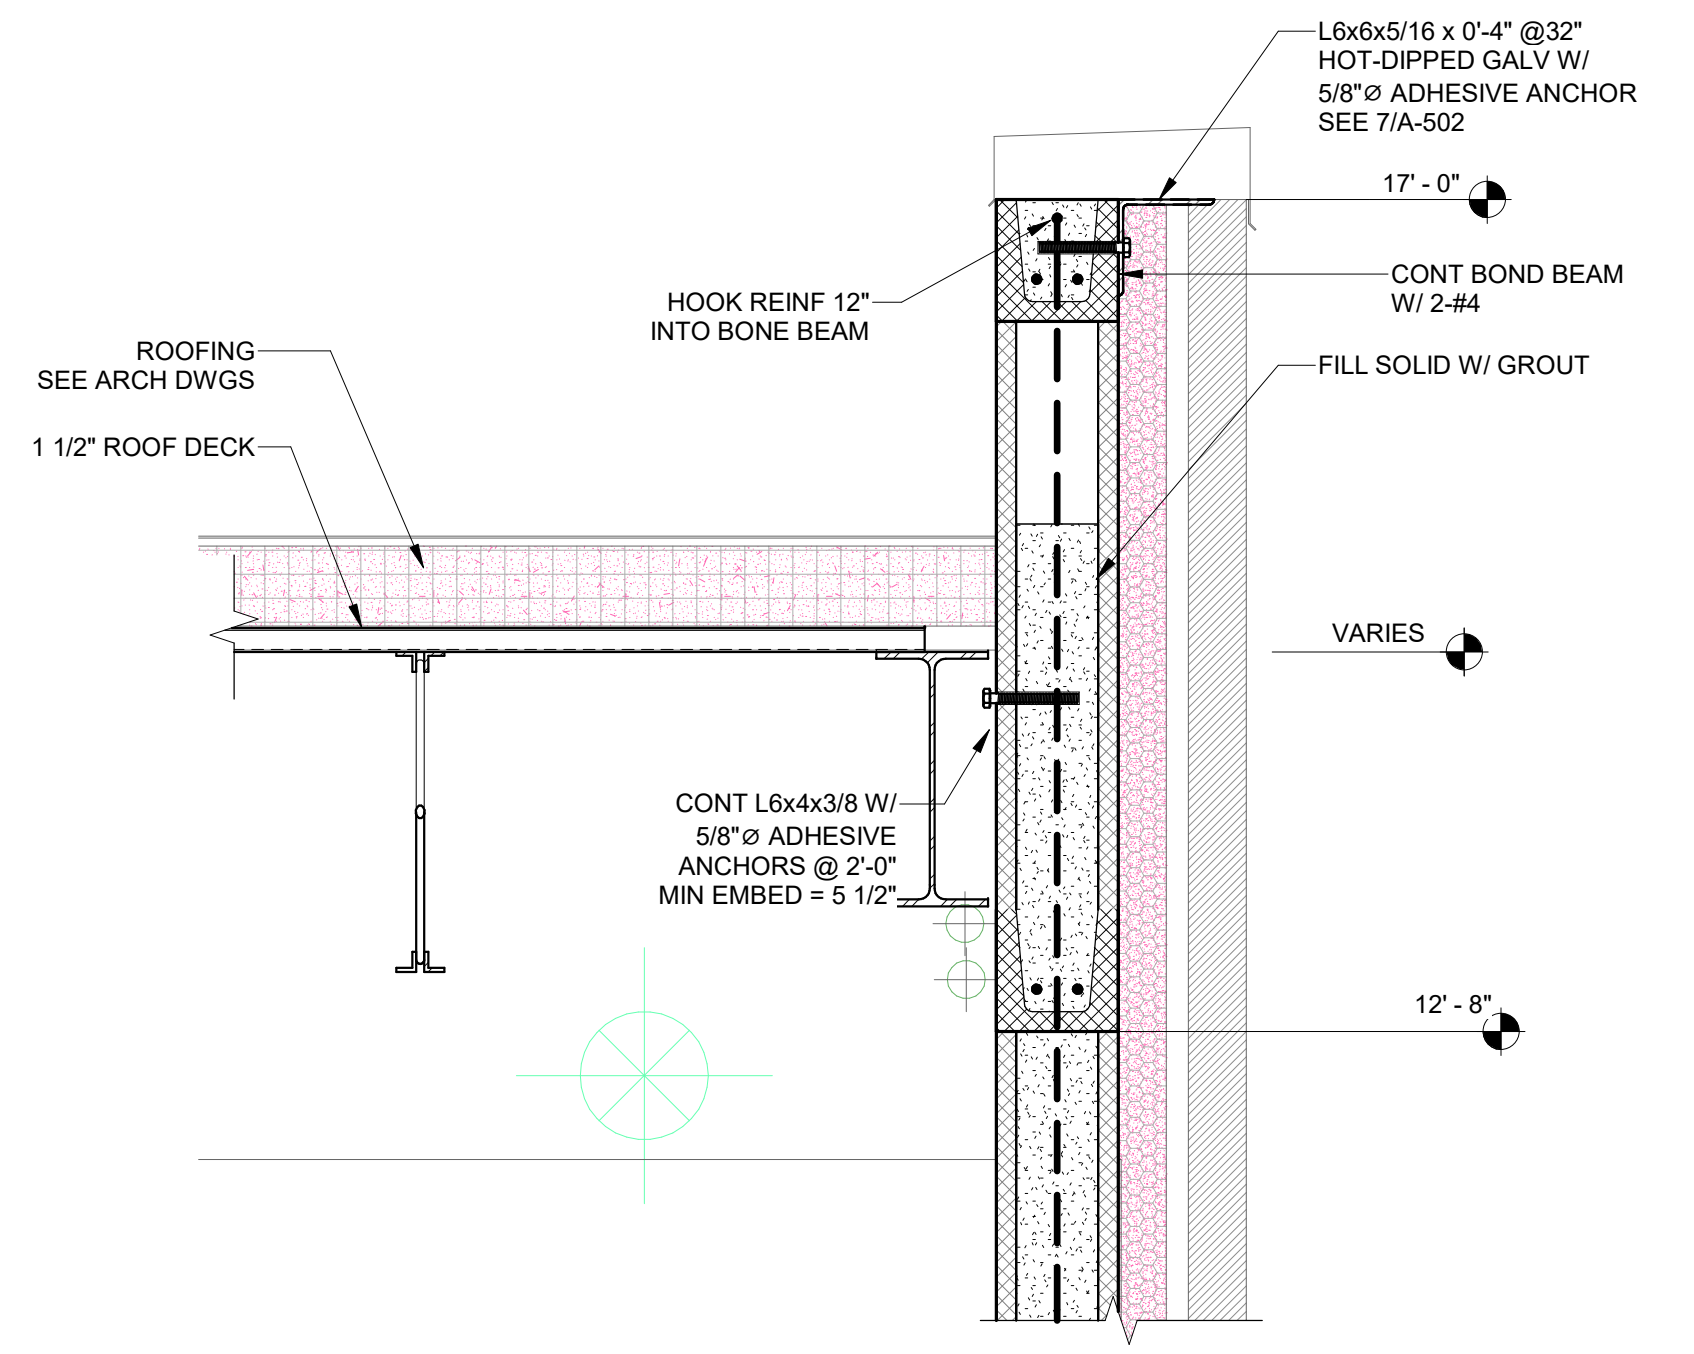 L6x6x5/16 x 0'-4" @32"
HOT-DIPPED GALV W/
5/8"Ø ADHESIVE ANCHOR
SEE 7/A-502
17' - 0"
CONT BOND BEAM
W/ 2-#4
HOOK REINF 12"
INTO BONE BEAM
ROOFING
SEE ARCH DWGS
FILL SOLID W/ GROUT
1 1/2" ROOF DECK
VARIES
CONT L6x4x3/8 W/
5/8"Ø ADHESIVE
ANCHORS @ 2'-0"
MIN EMBED = 5 1/2"
12' - 8"